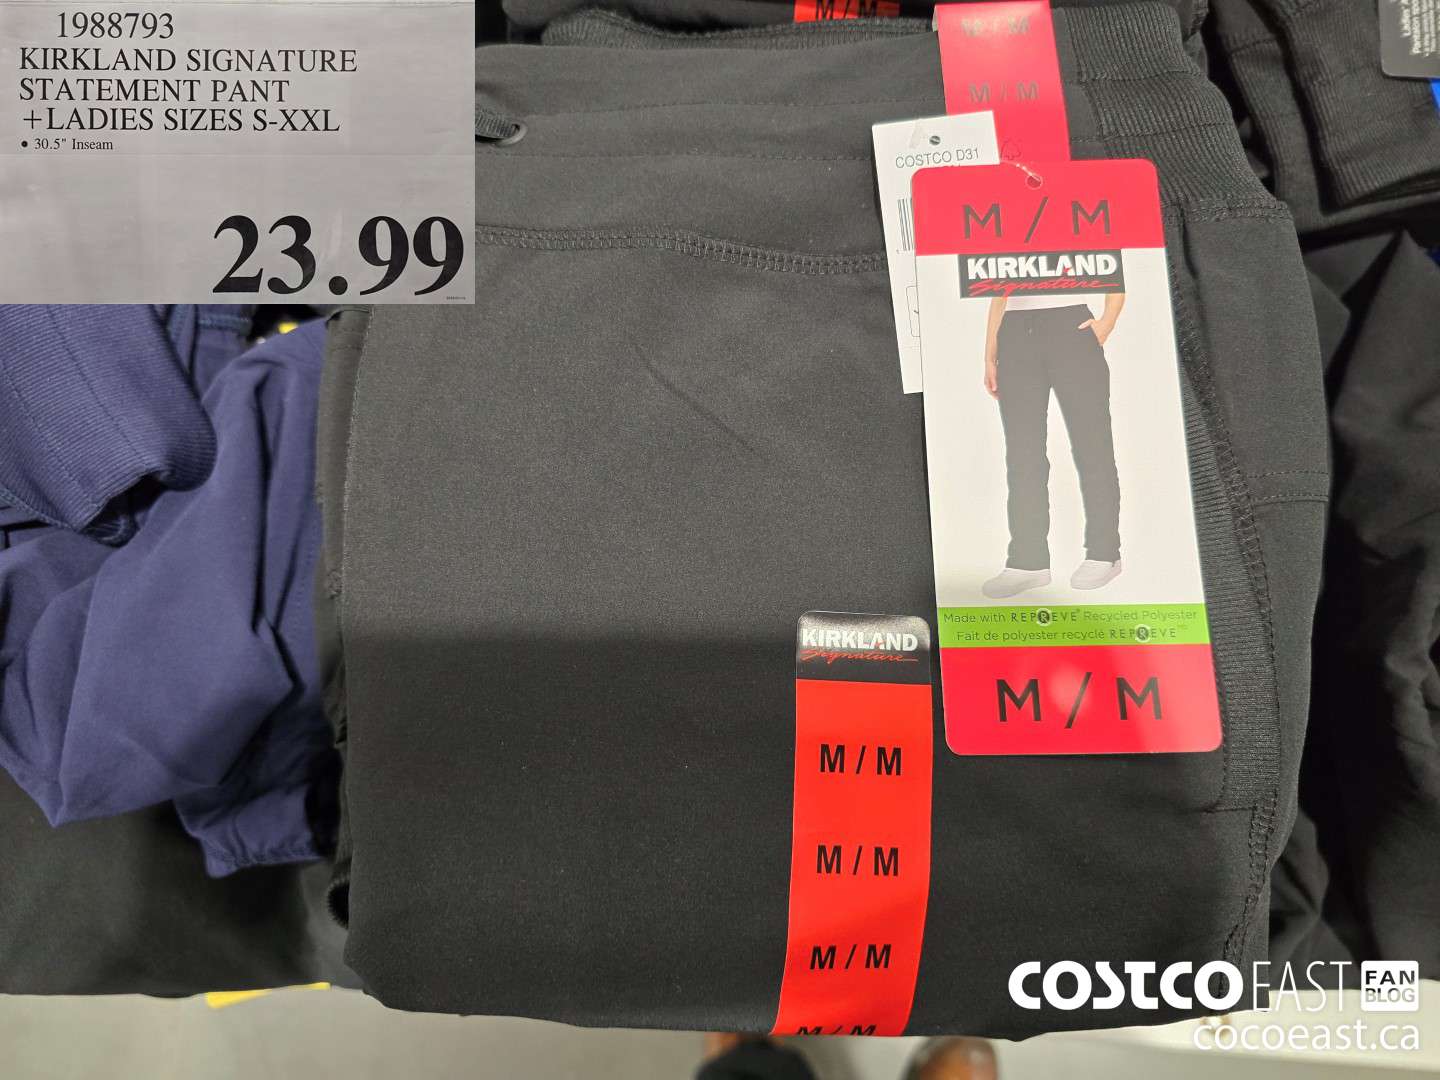 1988793
KIRKLAND SIGNATURE
STATEMENT PANT
+LADIES SIZES S-XXL
• 30.5" Inseam
23.99
M / M
M / M
COSTCO D31
M / M
KIRKLAND
Signature
Made with REPREVE® Recycled Polyester
Fait de polyester recyclé REPREVE MD
M / M
KIRKLAND
Signature
M / M
M / M
M / M
M / M
COSTCO EAST FAN BLOG
cocoeast.ca